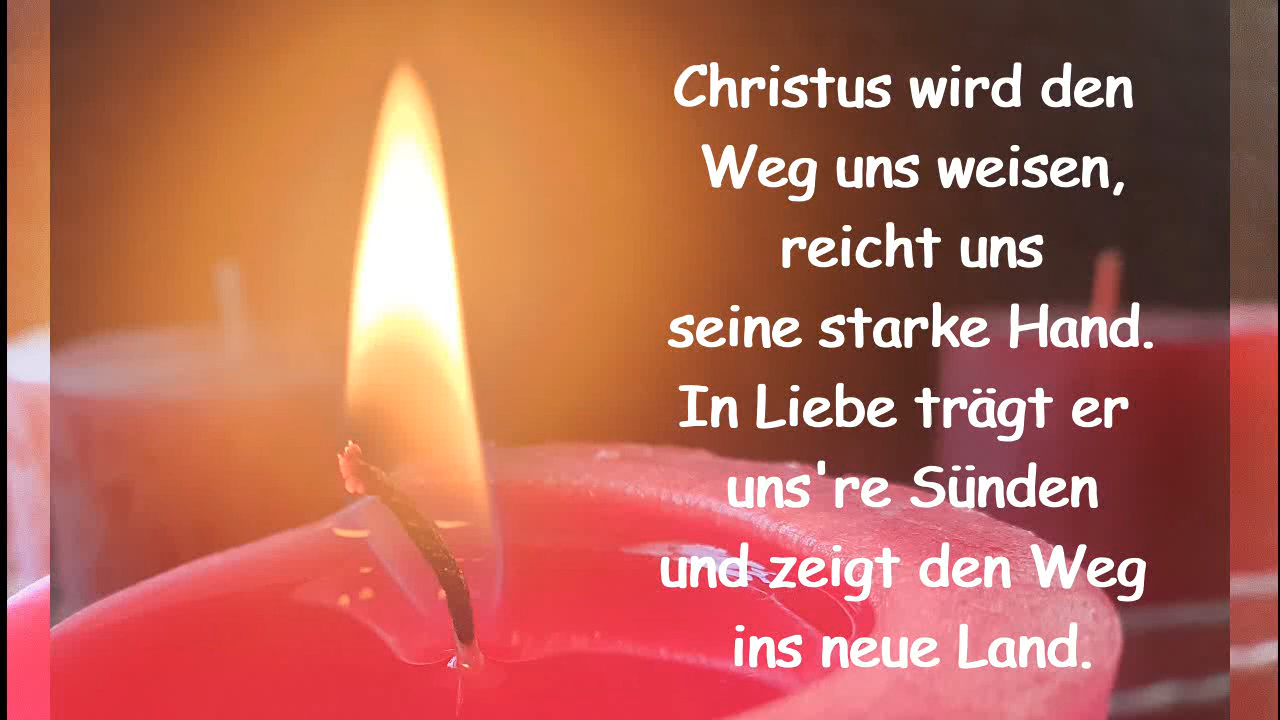 Christus wird den
Weg uns weisen,
reicht uns
seine starke Hand.
In Liebe trägt er
uns're Sünden
und zeigt den Weg
ins neue Land.